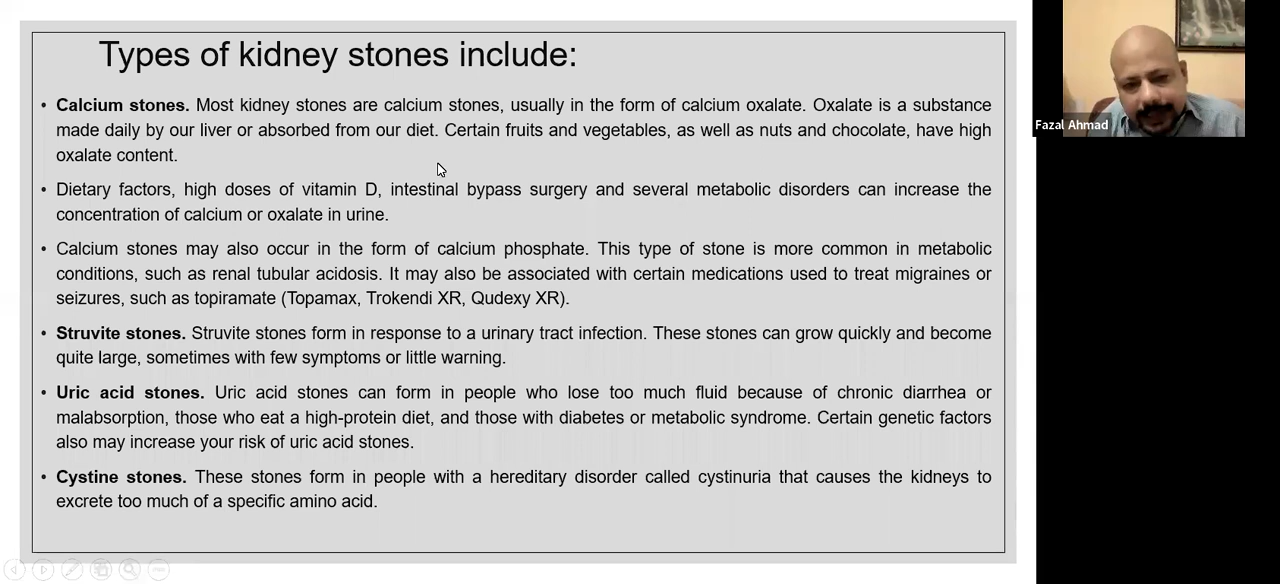 Types of kidney stones include:
• Calcium stones. Most kidney stones are calcium stones, usually in the form of calcium oxalate. Oxalate is a substance
made daily by our liver or absorbed from our diet. Certain fruits and vegetables, as well as nuts and chocolate, have high
oxalate content.
• Dietary factors, high doses of vitamin D, intestinal bypass surgery and several metabolic disorders can increase the
concentration of calcium or oxalate in urine.
• Calcium stones may also occur in the form of calcium phosphate. This type of stone is more common in metabolic
conditions, such as renal tubular acidosis. It may also be associated with certain medications used to treat migraines or
seizures, such as topiramate (Topamax, Trokendi XR, Qudexy XR).
• Struvite stones. Struvite stones form in response to a urinary tract infection. These stones can grow quickly and become
quite large, sometimes with few symptoms or little warning.
• Uric acid stones. Uric acid stones can form in people who lose too much fluid because of chronic diarrhea or
malabsorption, those who eat a high-protein diet, and those with diabetes or metabolic syndrome. Certain genetic factors
also may increase your risk of uric acid stones.
• Cystine stones. These stones form in people with a hereditary disorder called cystinuria that causes the kidneys to
excrete too much of a specific amino acid.
Fazal Ahmad